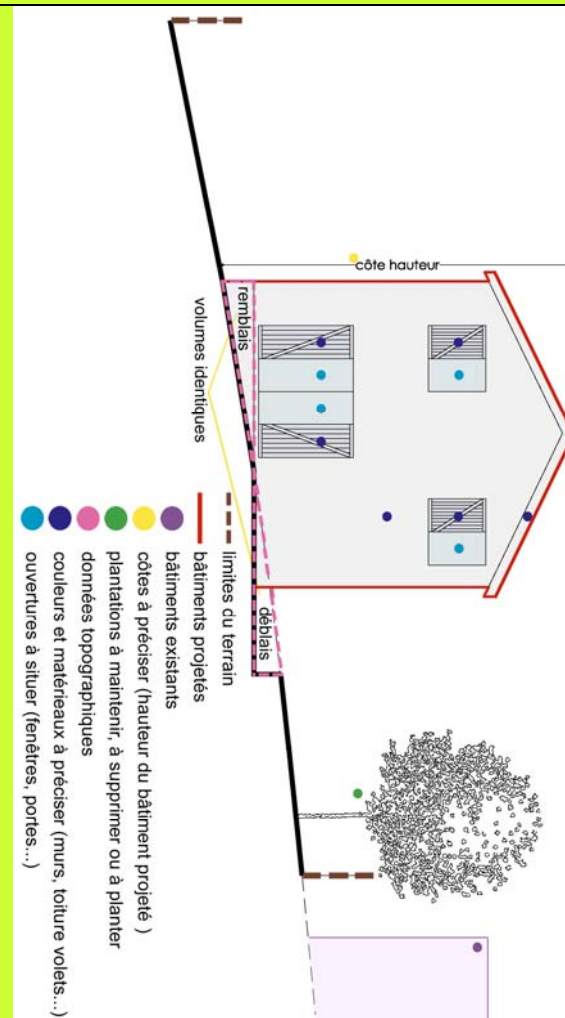 côte hauteur
remblais
déblais
volumes identiques
limites du terrain
bâtiments projetés
bâtiments existants
côtes à préciser (hauteur du bâtiment projeté )
plantations à maintenir, à supprimer ou à planter
données topographiques
couleurs et matérieaux à préciser (murs, toiture volets...)
ouvertures à situer (fenêtres, portes...)